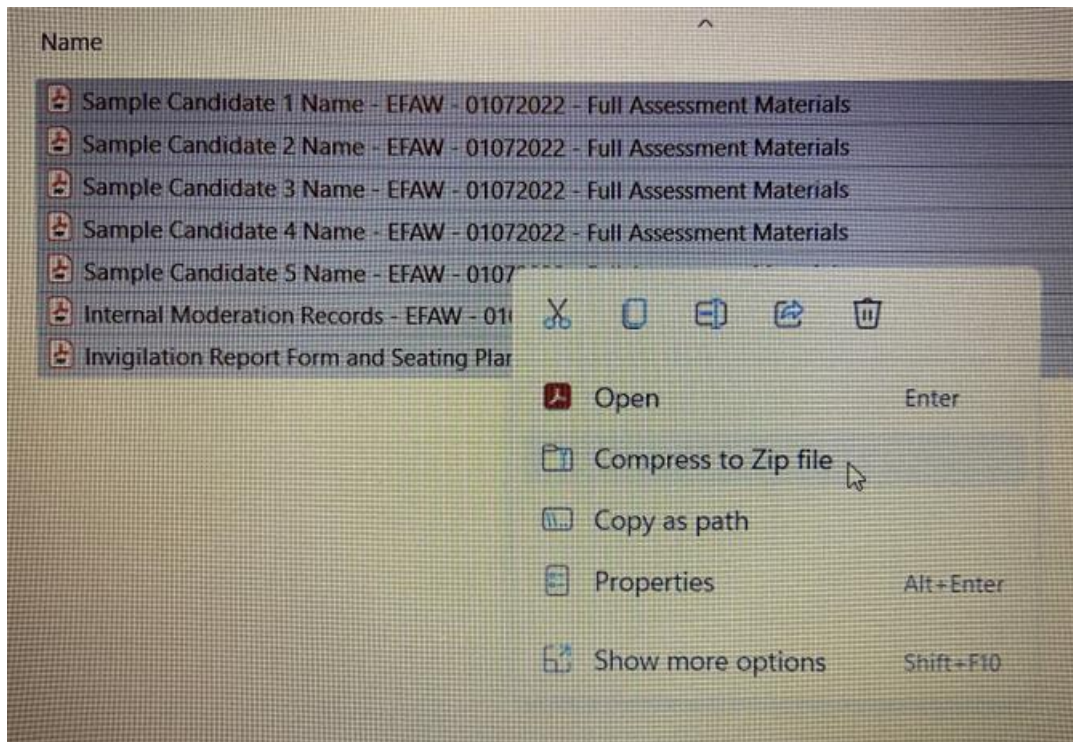 Name
Sample Candidate 1 Name - EFAW - 01072022 - Full Assessment Materials
Sample Candidate 2 Name - EFAW - 01072022 - Full Assessment Materials
Sample Candidate 3 Name - EFAW - 01072022 - Full Assessment Materials
Sample Candidate 4 Name - EFAW - 01072022 - Full Assessment Materials
Sample Candidate 5 Name - EFAW - 0107
Internal Moderation Records - EFAW - 01
Invigilation Report Form and Seating Plan
Open Enter
Compress to Zip file
Copy as path
Properties Alt+Enter
Show more options Shift+F10